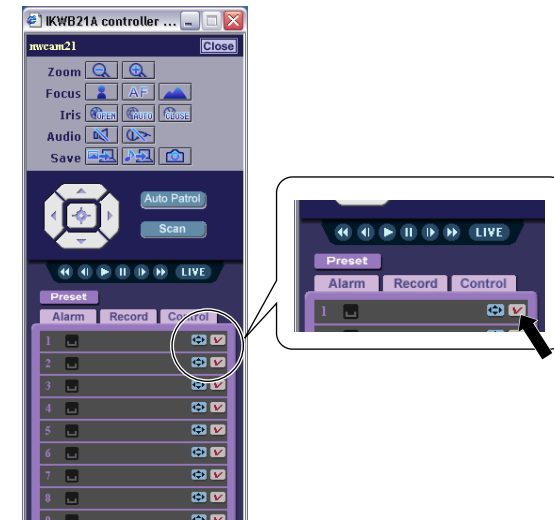 IKWB21A controller ...
nwcam21 Close
Zoom
Focus AF
Iris OPEN AUTO CLOSE
Audio
Save
Auto Patrol
Scan
LIVE
Preset
Alarm Record Control
1
2
3
4
5
6
7
8
LIVE
Preset
Alarm Record Control
1